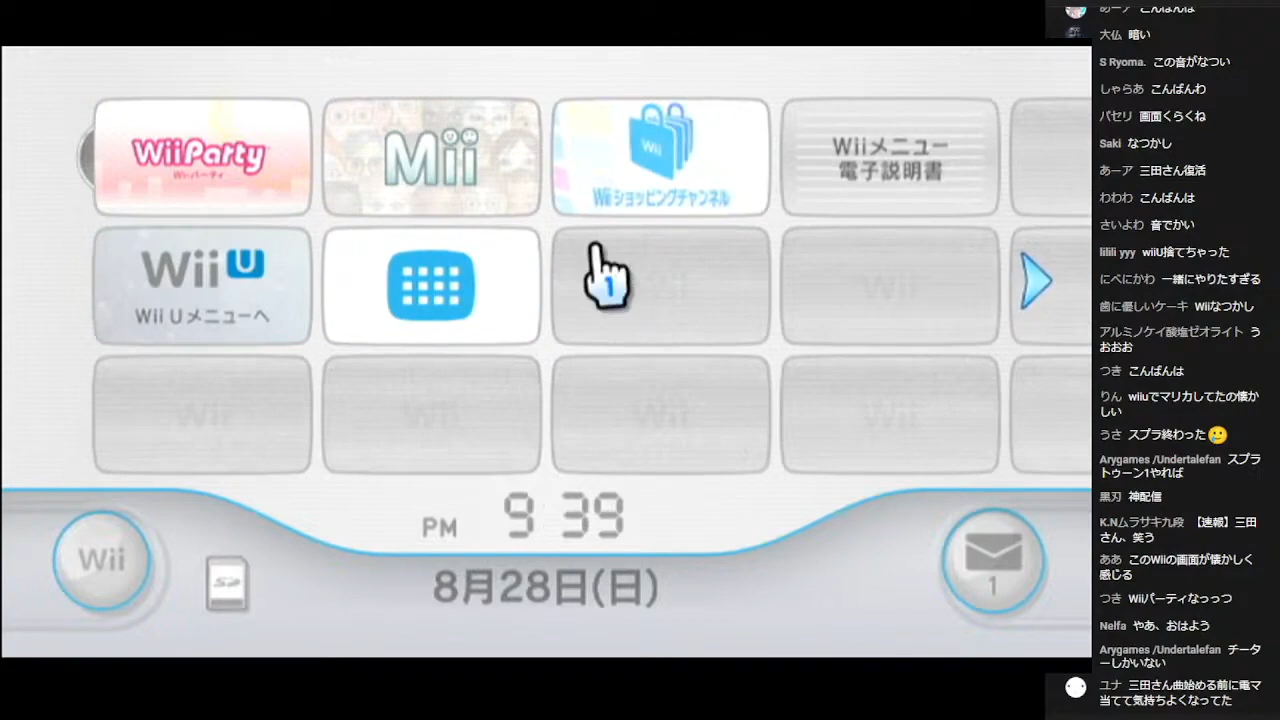 Wii Party
Wii パーティ
Mii
Wii
Wiiショッピングチャンネル
Wiiメニュー
電子説明書
Wii U
Wii Uメニューへ
1
Wii
Wii
Wii
Wii
Wii
Wii
PM 9 39
8月28日(日)
Wii
SD
1
あーア こんばんは
大仏 暗い
S Ryoma. この音がなつい
しゃらあ こんばんわ
パセリ 画面くらくね
Saki なつかし
あーア 三田さん復活
わわわ こんばんは
さいよわ 音でかい
lilili yyy wiiU捨てちゃった
にべにかわ 一緒にやりたすぎる
歯に優しいケーキ Wiiなつかし
アルミノケイ酸塩ゼオライト う
おおお
つき こんばんは
りん wiiuでマリカしてたの懐か
しい
うさ スプラ終わった🥲
Arygames /Undertalefan スプラ
トゥーン1やれば
黒刃 神配信
K.Nムラサキ九段 【速報】三田
さん、笑う
ああ このWiiの画面が懐かしく
感じる
つき Wiiパーティなっっつ
Nelfa やあ、おはよう
Arygames /Undertalefan チータ
ーしかいない
ユナ 三田さん曲始める前に電マ
当てて気持ちよくなってた